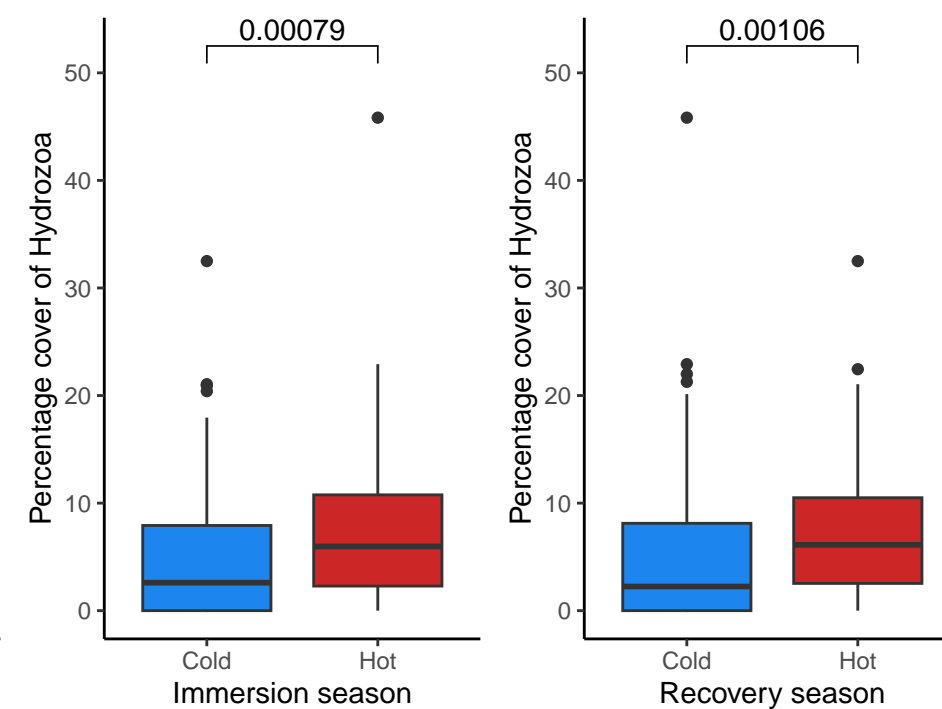 0.00079
Percentage cover of Hydrozoa
50
40
30
20
10
0
Cold Hot
Immersion season
0.00106
Percentage cover of Hydrozoa
50
40
30
20
10
0
Cold Hot
Recovery season